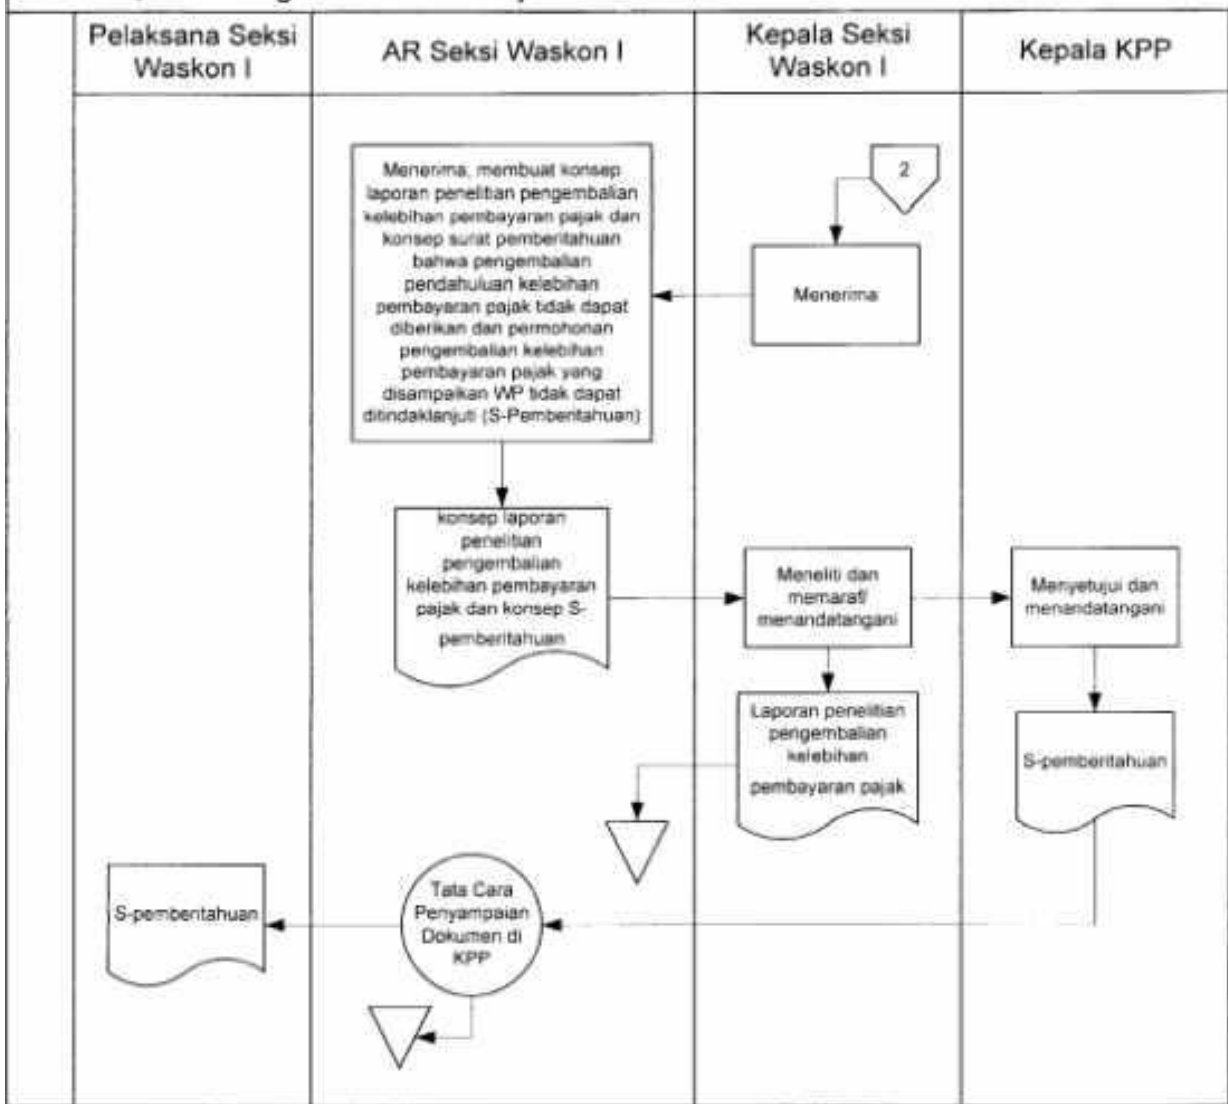 Pelaksana Seksi
Waskon I
AR Seksi Waskon I
Kepala Seksi
Waskon I
Kepala KPP
2
Menerima, membuat konsep
laporan penelitian pengembalian
kelebihan pembayaran pajak dan
konsep surat pemberitahuan
bahwa pengembalian
pendahuluan kelebihan
pembayaran pajak tidak dapat
diberikan dan permohonan
pengembalian kelebihan
pembayaran pajak yang
disampaikan WP tidak dapat
ditindaklanjuti (S-Pemberitahuan)
Menerima
konsep laporan
penelitian
pengembalian
kelebihan pembayaran
pajak dan konsep S-
pemberitahuan
Meneliti dan
memaraf/
menandatangani
Menyetujui dan
menandatangani
Laporan penelitian
pengembalian
kelebihan
pembayaran pajak
S-pemberitahuan
Tata Cara
Penyampaian
Dokumen di
KPP
S-pemberitahuan